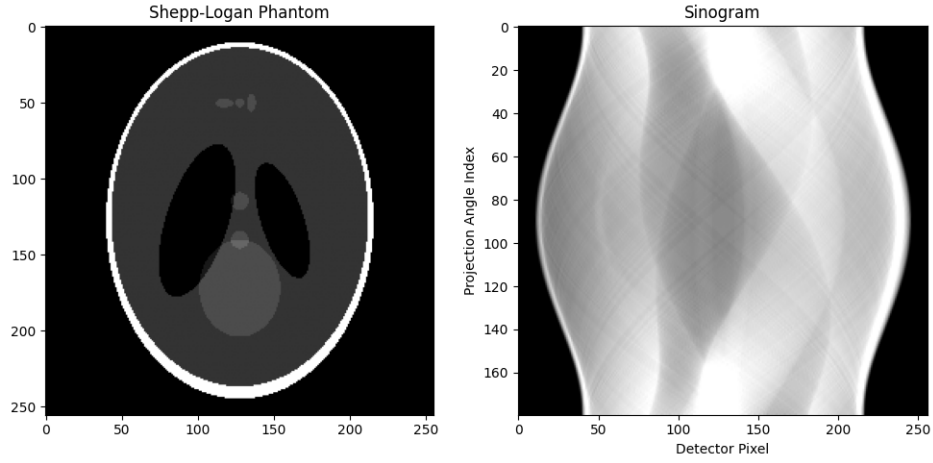 Shepp-Logan Phantom
0
50
100
150
200
250
0 50 100 150 200 250
Sinogram
Projection Angle Index
0
20
40
60
80
100
120
140
160
0 50 100 150 200 250
Detector Pixel